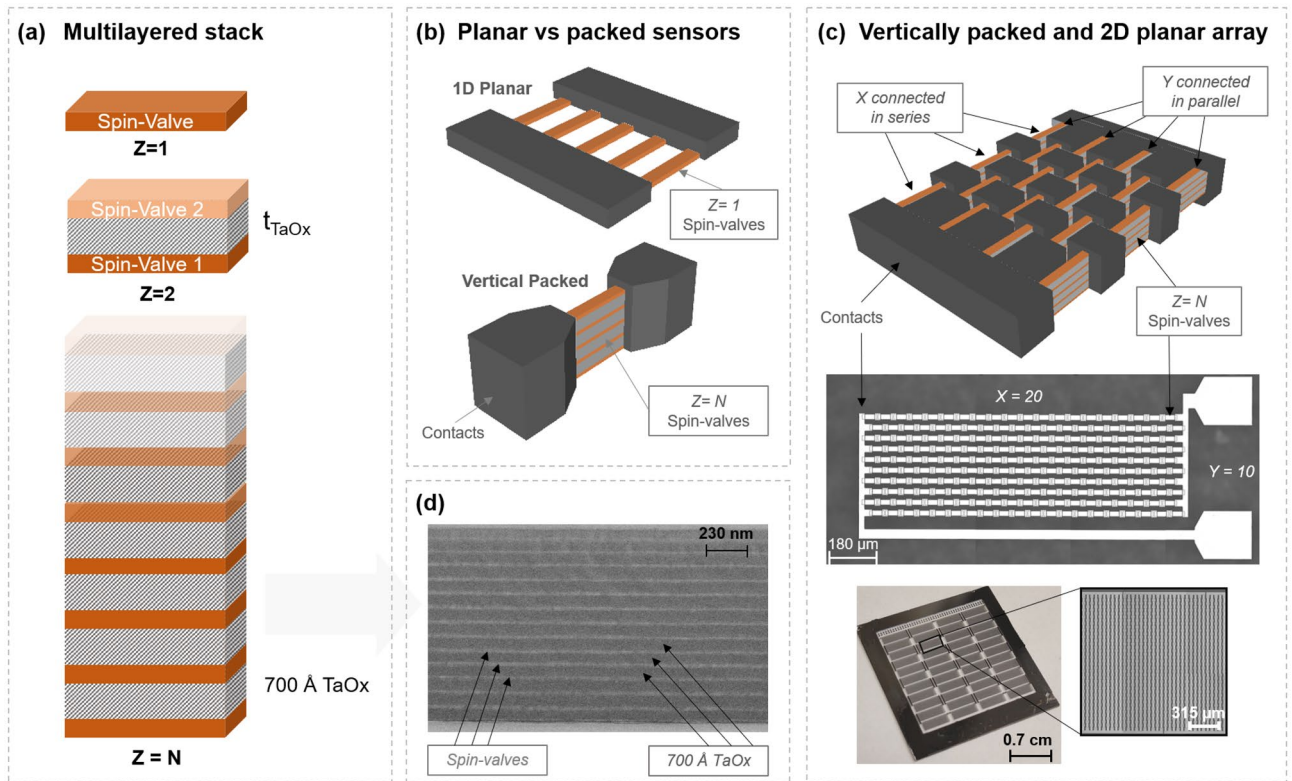 (a) Multilayered stack
Spin-Valve
Z=1
Spin-Valve 2
t_TaOx
Spin-Valve 1
Z=2
700 Å TaOx
Z = N
(b) Planar vs packed sensors
1D Planar
Z= 1
Spin-valves
Vertical Packed
Z= N
Spin-valves
Contacts
(d)
230 nm
Spin-valves
700 Å TaOx
(c) Vertically packed and 2D planar array
X connected
in series
Y connected
in parallel
Contacts
Z= N
Spin-valves
X = 20
Y = 10
180 µm
0.7 cm
315 µm